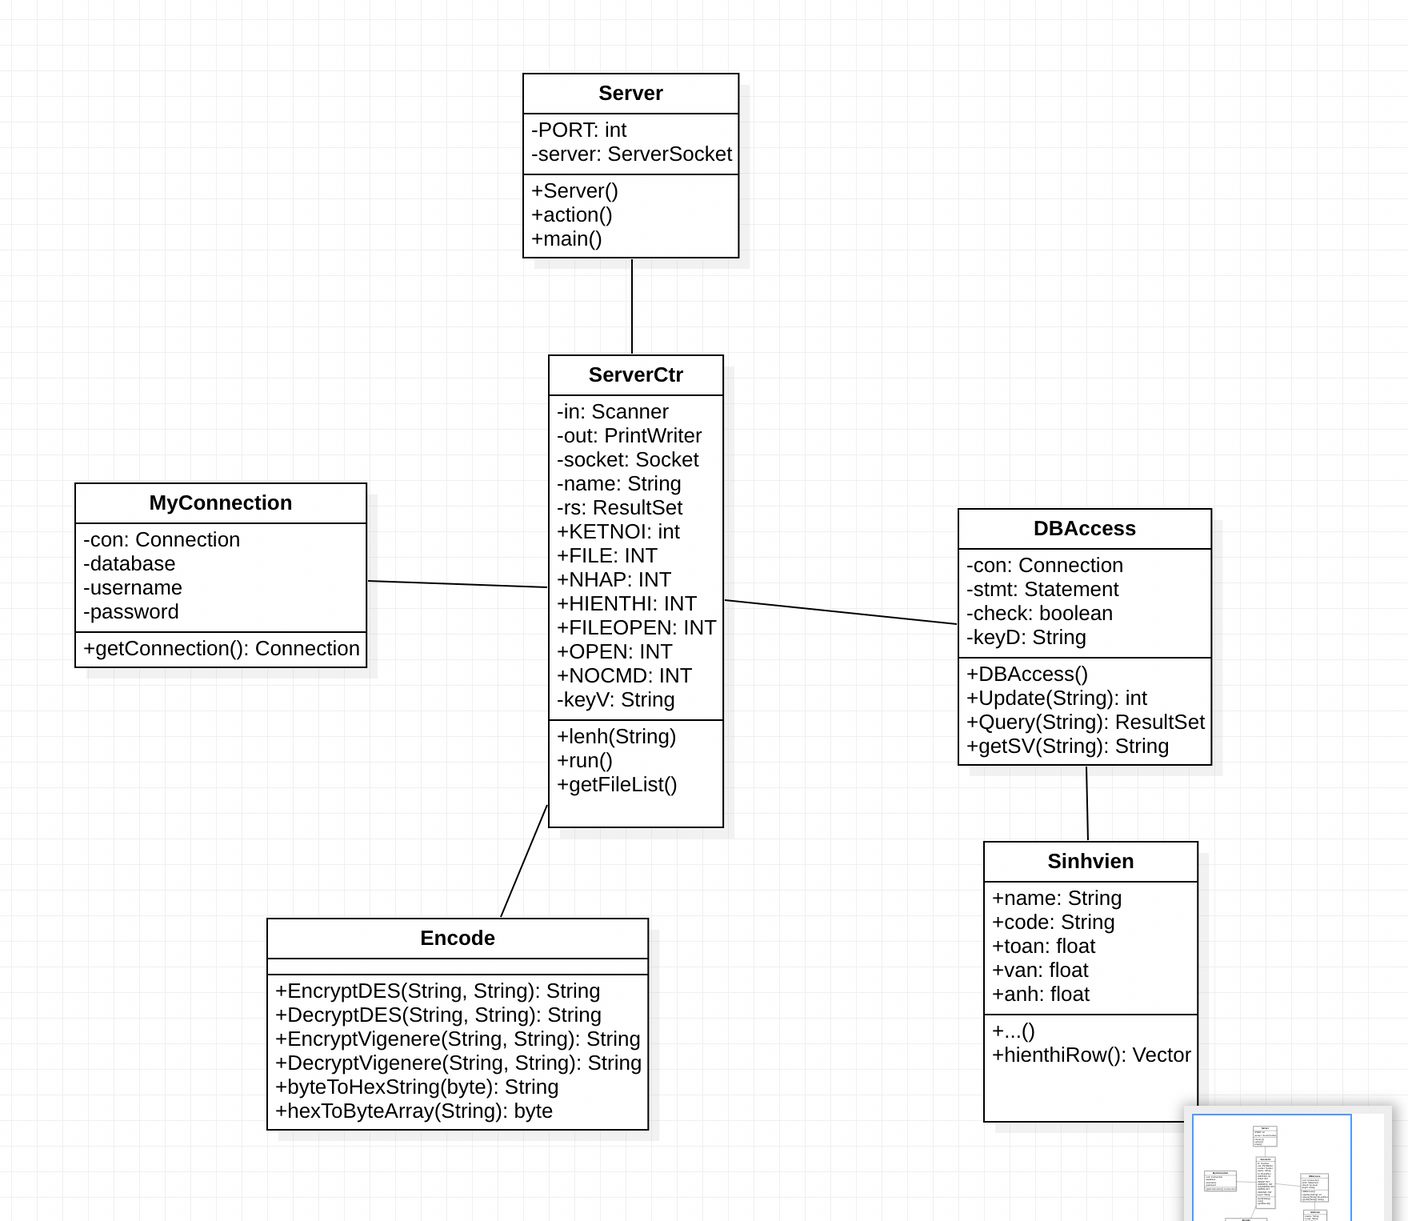 Server
-PORT: int
-server: ServerSocket
+Server()
+action()
+main()
ServerCtr
-in: Scanner
-out: PrintWriter
-socket: Socket
-name: String
-rs: ResultSet
+KETNOI: int
+FILE: INT
+NHAP: INT
+HIENTHI: INT
+FILEOPEN: INT
+OPEN: INT
+NOCMD: INT
-keyV: String
+lenh(String)
+run()
+getFileList()
MyConnection
-con: Connection
-database
-username
-password
+getConnection(): Connection
DBAccess
-con: Connection
-stmt: Statement
-check: boolean
-keyD: String
+DBAccess()
+Update(String): int
+Query(String): ResultSet
+getSV(String): String
Encode
+EncryptDES(String, String): String
+DecryptDES(String, String): String
+EncryptVigenere(String, String): String
+DecryptVigenere(String, String): String
+byteToHexString(byte): String
+hexToByteArray(String): byte
Sinhvien
+name: String
+code: String
+toan: float
+van: float
+anh: float
+...()
+hienthiRow(): Vector